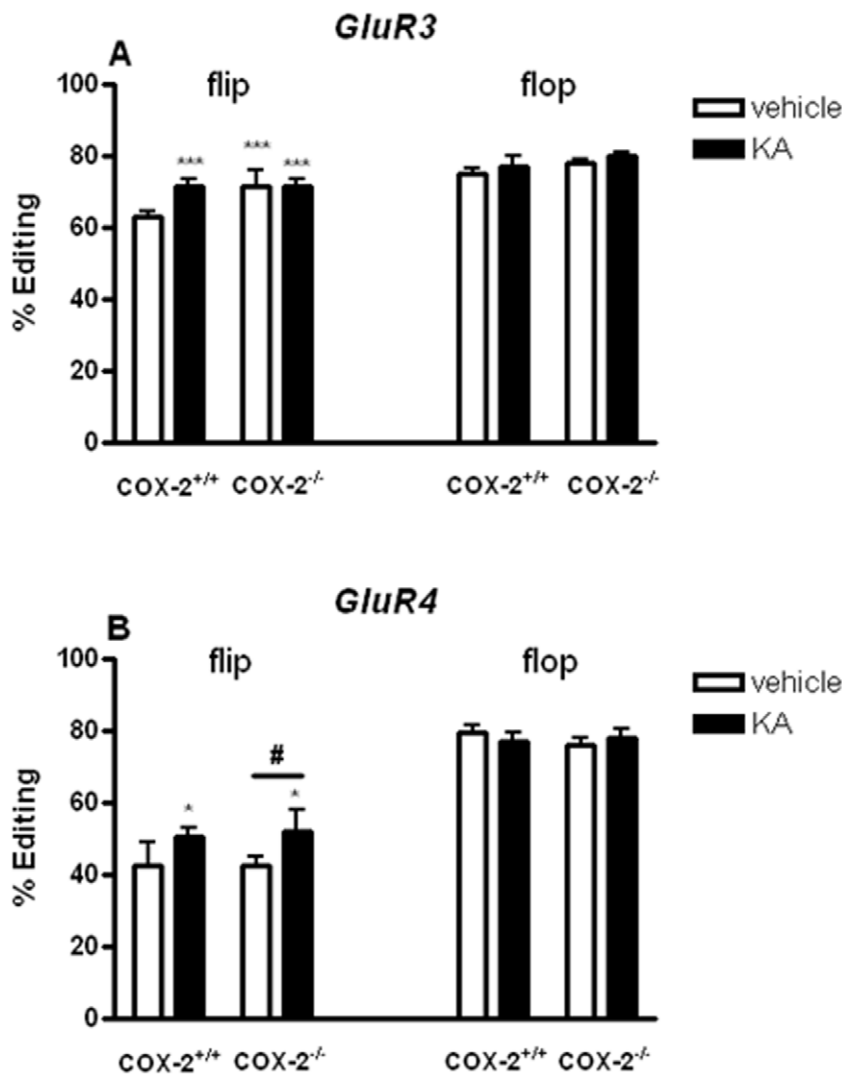 GluR3
A
flip flop
vehicle
KA
100
80
60
40
20
0
% Editing
*** *** ***
COX-2+/+ COX-2-/- COX-2+/+ COX-2-/-
GluR4
B
flip flop
vehicle
KA
100
80
60
40
20
0
% Editing
#
* *
COX-2+/+ COX-2-/- COX-2+/+ COX-2-/-